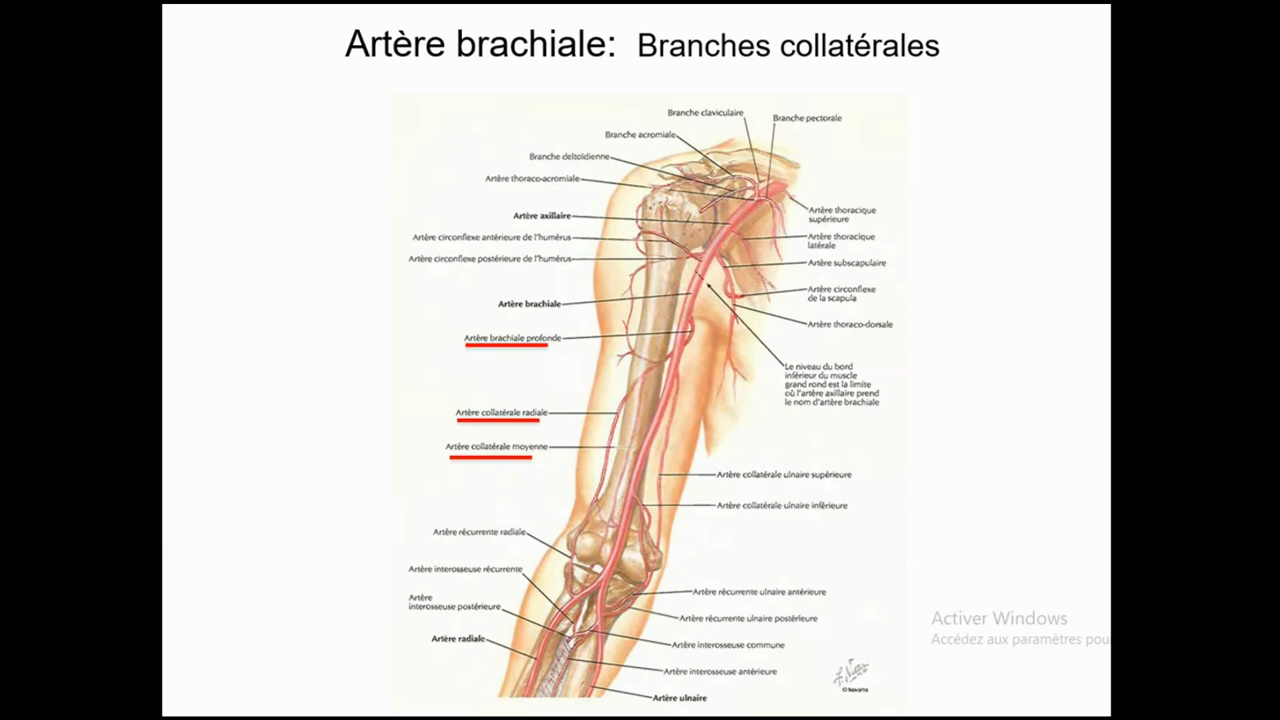 Artère brachiale: Branches collatérales
Branche claviculaire
Branche pectorale
Branche acromiale
Branche deltoïdienne
Artère thoraco-acromiale
Artère axillaire
Artère circonflexe antérieure de l'humérus
Artère circonflexe postérieure de l'humérus
Artère brachiale
Artère brachiale profonde
Artère collatérale radiale
Artère collatérale moyenne
Artère récurrente radiale
Artère interosseuse récurrente
Artère
interosseuse postérieure
Artère radiale
Artère thoracique
supérieure
Artère thoracique
latérale
Artère subscapulaire
Artère circonflexe
de la scapula
Artère thoraco-dorsale
Le niveau du bord
inférieur du muscle
grand rond est la limite
où l'artère axillaire prend
le nom d'artère brachiale
Artère collatérale ulnaire supérieure
Artère collatérale ulnaire inférieure
Artère récurrente ulnaire antérieure
Artère récurrente ulnaire postérieure
Artère interosseuse commune
Artère interosseuse antérieure
Artère ulnaire
© Novartis
Activer Windows
Accédez aux paramètres pou